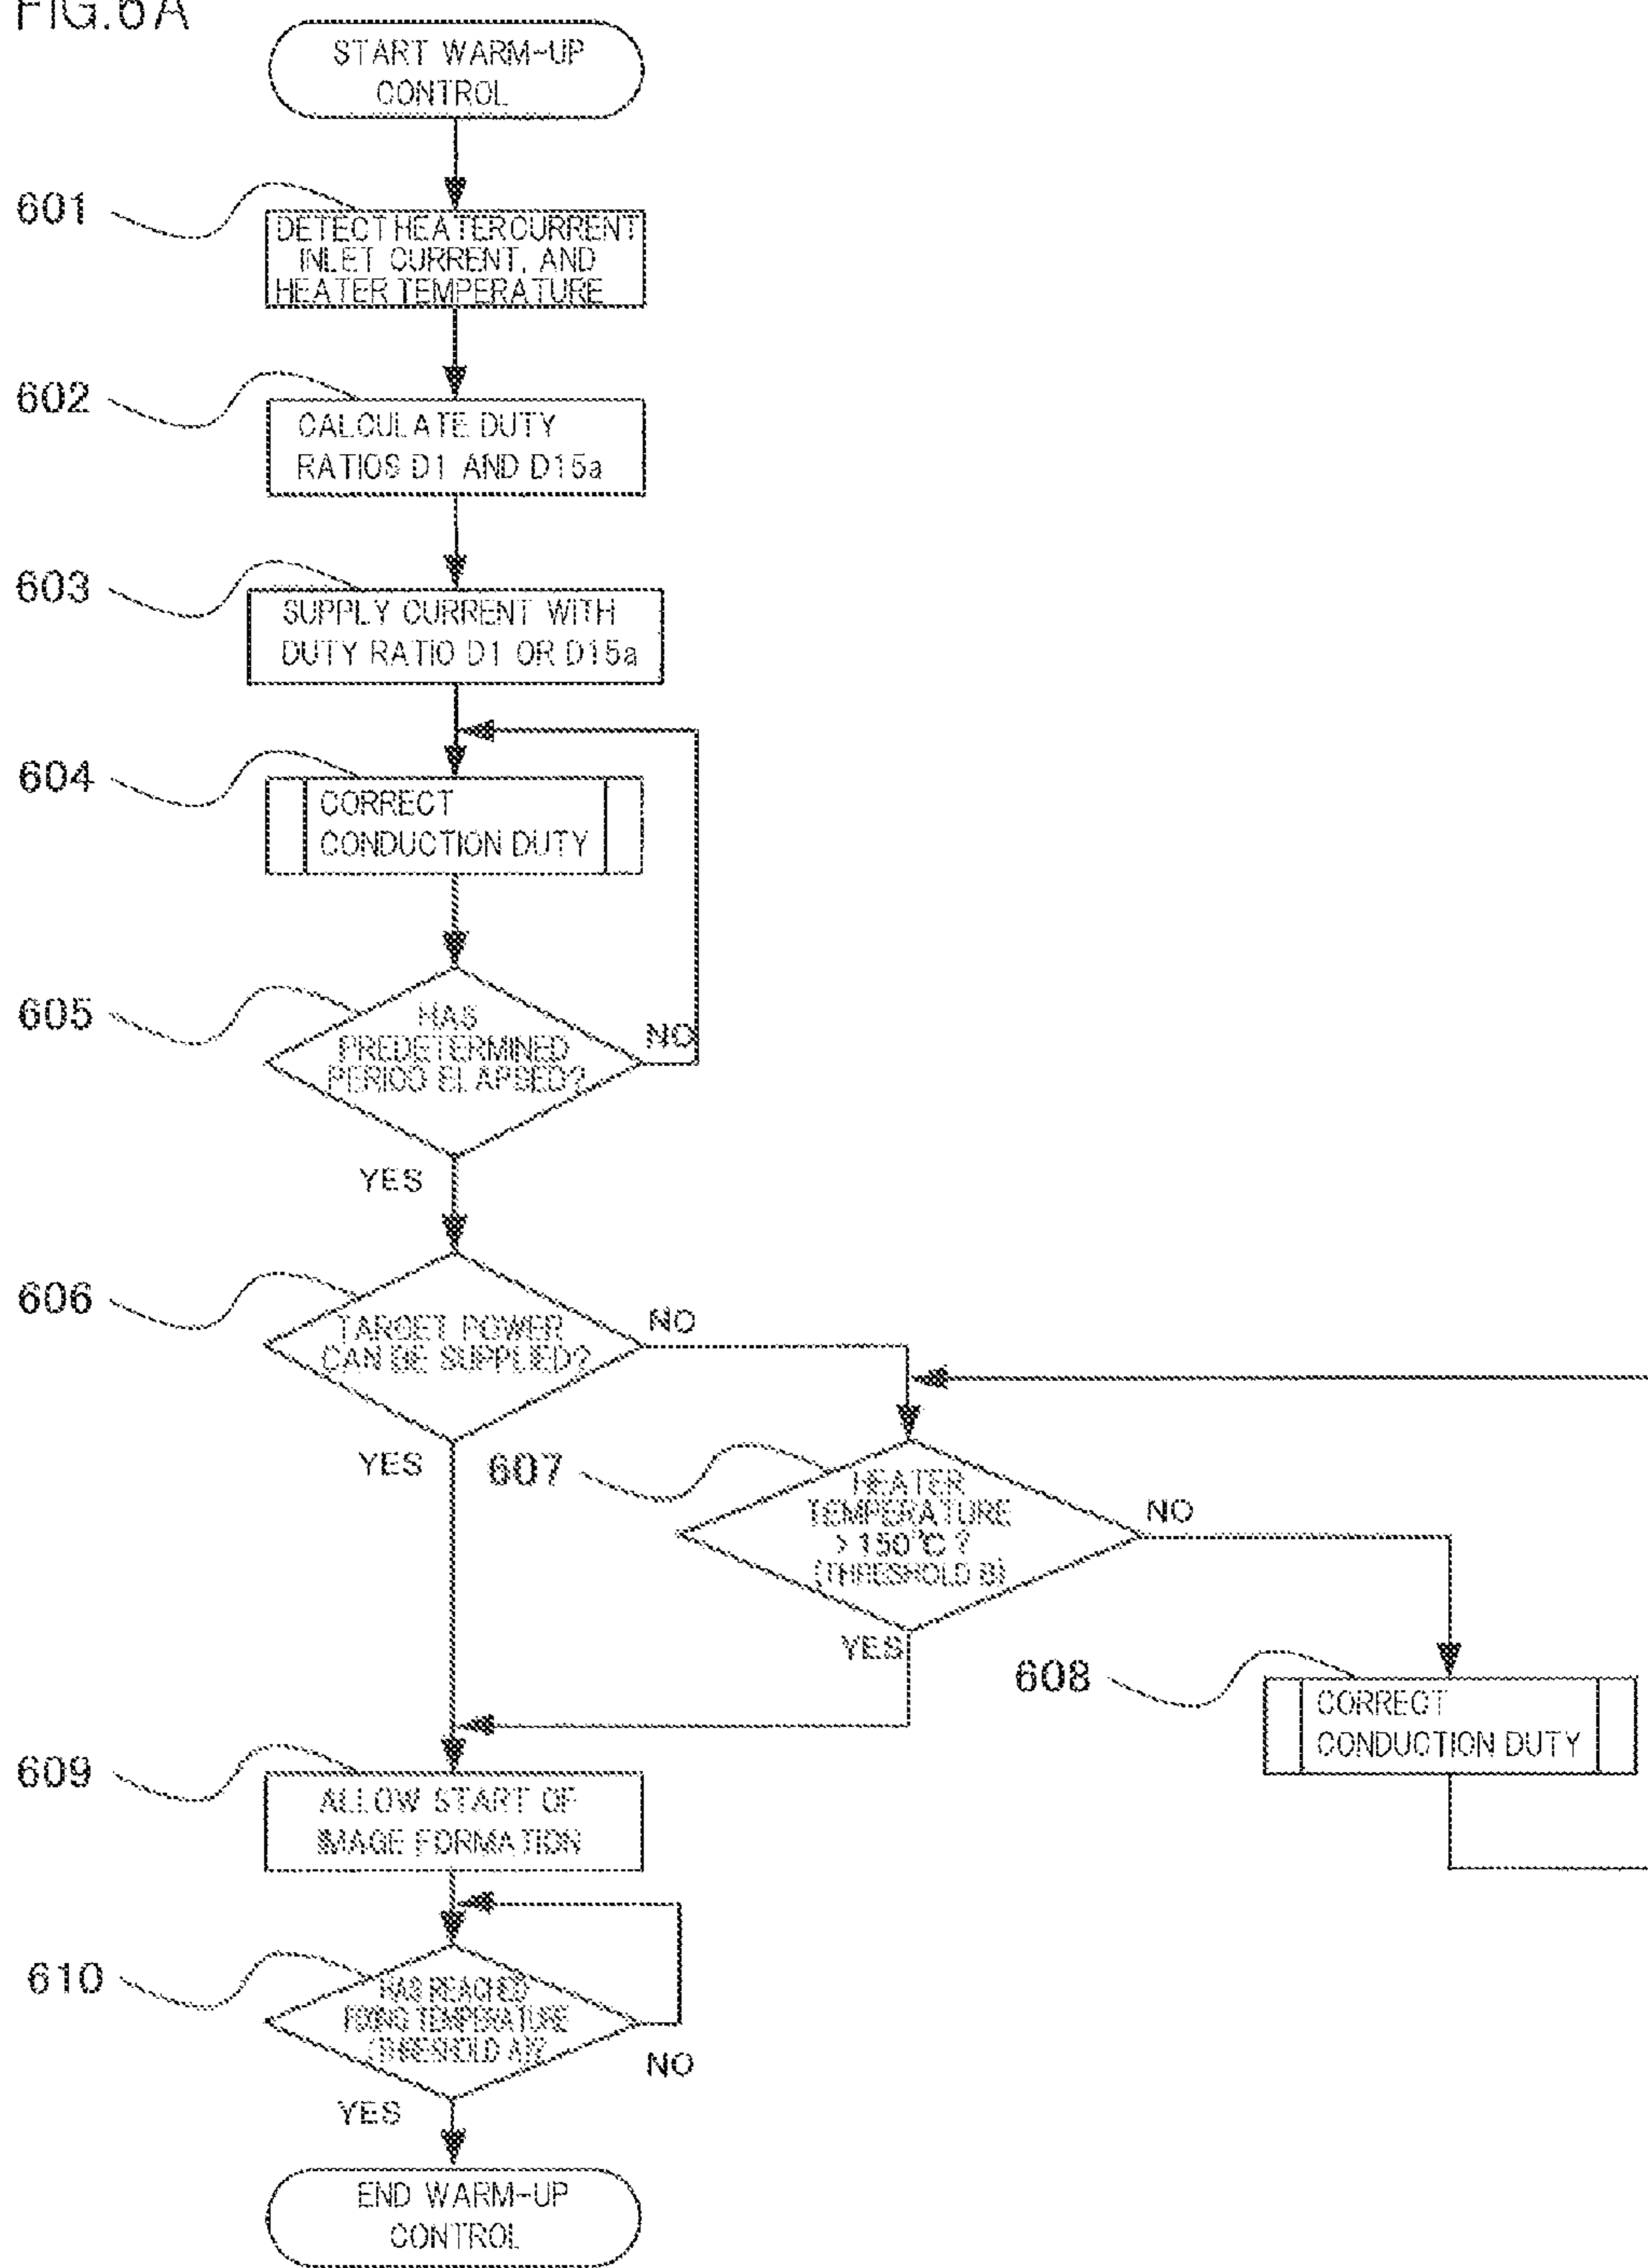 FIG.6A
START WARM-UP
CONTROL
601
DETECT HEATER CURRENT
INLET CURRENT, AND
HEATER TEMPERATURE
602
CALCULATE DUTY
RATIOS D1 AND D15a
603
SUPPLY CURRENT WITH
DUTY RATIO D1 OR D15a
604
CORRECT
CONDUCTION DUTY
605
HAS
PREDETERMINED
PERIOD ELAPSED?
NO
YES
606
TARGET POWER
CAN BE SUPPLIED?
NO
YES
607
HEATER
TEMPERATURE
> 150°C ?
(THRESHOLD B)
NO
YES
608
CORRECT
CONDUCTION DUTY
609
ALLOW START OF
IMAGE FORMATION
610
HAS REACHED
FIXING TEMPERATURE
(THRESHOLD A)?
NO
YES
END WARM-UP
CONTROL